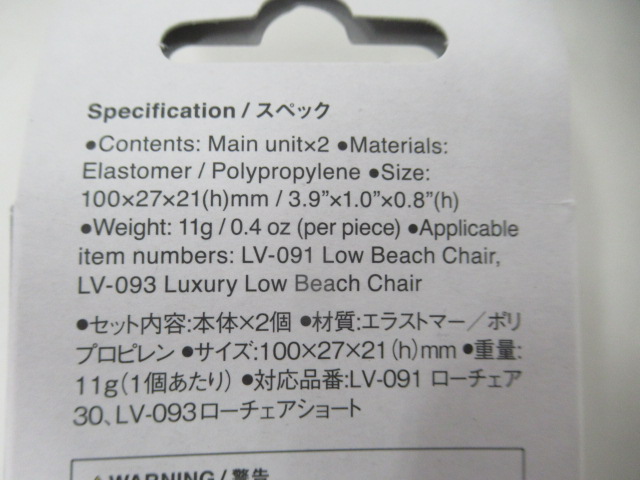 Specification / スペック
●Contents: Main unit×2 ●Materials:
Elastomer / Polypropylene ●Size:
100×27×21(h)mm / 3.9”×1.0”×0.8”(h)
●Weight: 11g / 0.4 oz (per piece) ●Applicable
item numbers: LV-091 Low Beach Chair,
LV-093 Luxury Low Beach Chair
●セット内容:本体×2個 ●材質:エラストマー／ポリ
プロピレン ●サイズ:100×27×21(h)mm ●重量:
11g(1個あたり) ●対応品番:LV-091 ローチェア
30、LV-093ローチェアショート
⚠WARNING / 警告